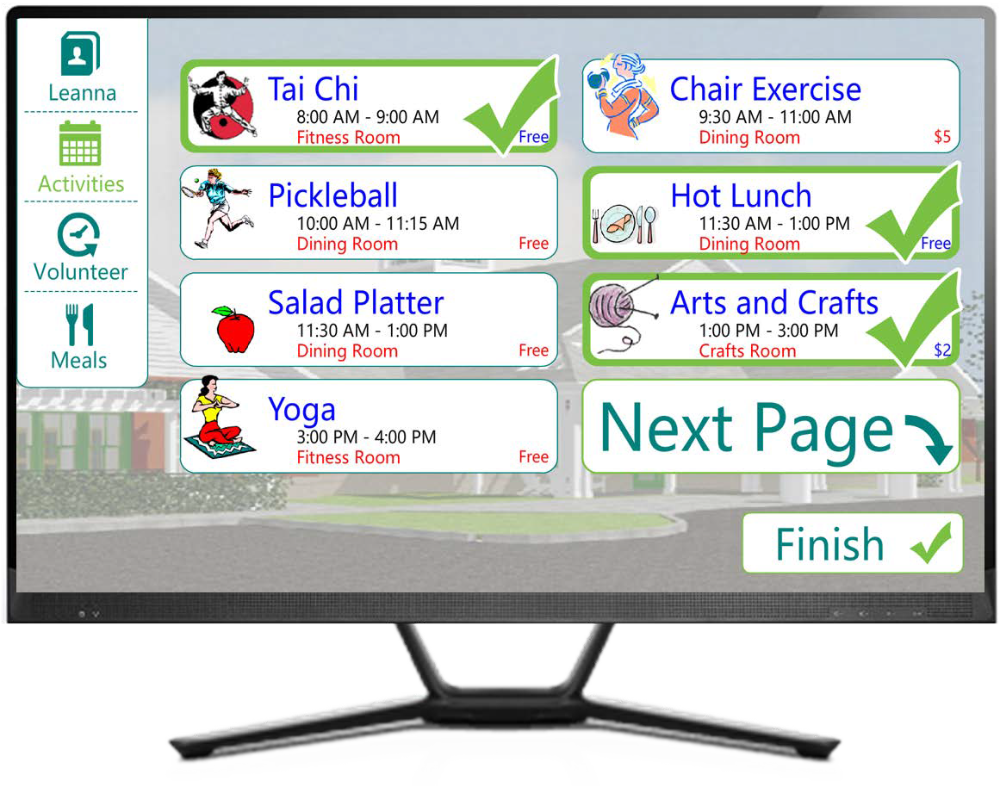 Leanna
Activities
Volunteer
Meals
Tai Chi
8:00 AM - 9:00 AM
Fitness Room
Free
Chair Exercise
9:30 AM - 11:00 AM
Dining Room
$5
Pickleball
10:00 AM - 11:15 AM
Dining Room
Free
Hot Lunch
11:30 AM - 1:00 PM
Dining Room
Free
Salad Platter
11:30 AM - 1:00 PM
Dining Room
Free
Arts and Crafts
1:00 PM - 3:00 PM
Crafts Room
$2
Yoga
3:00 PM - 4:00 PM
Fitness Room
Free
Next Page
Finish